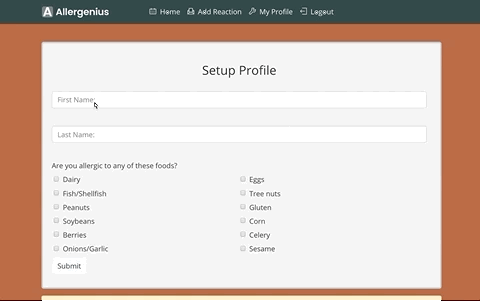 A Allergenius Home Add Reaction My Profile Logout
Setup Profile
First Name:
Last Name:
Are you allergic to any of these foods?
Dairy Eggs
Fish/Shellfish Tree nuts
Peanuts Gluten
Soybeans Corn
Berries Celery
Onions/Garlic Sesame
Submit